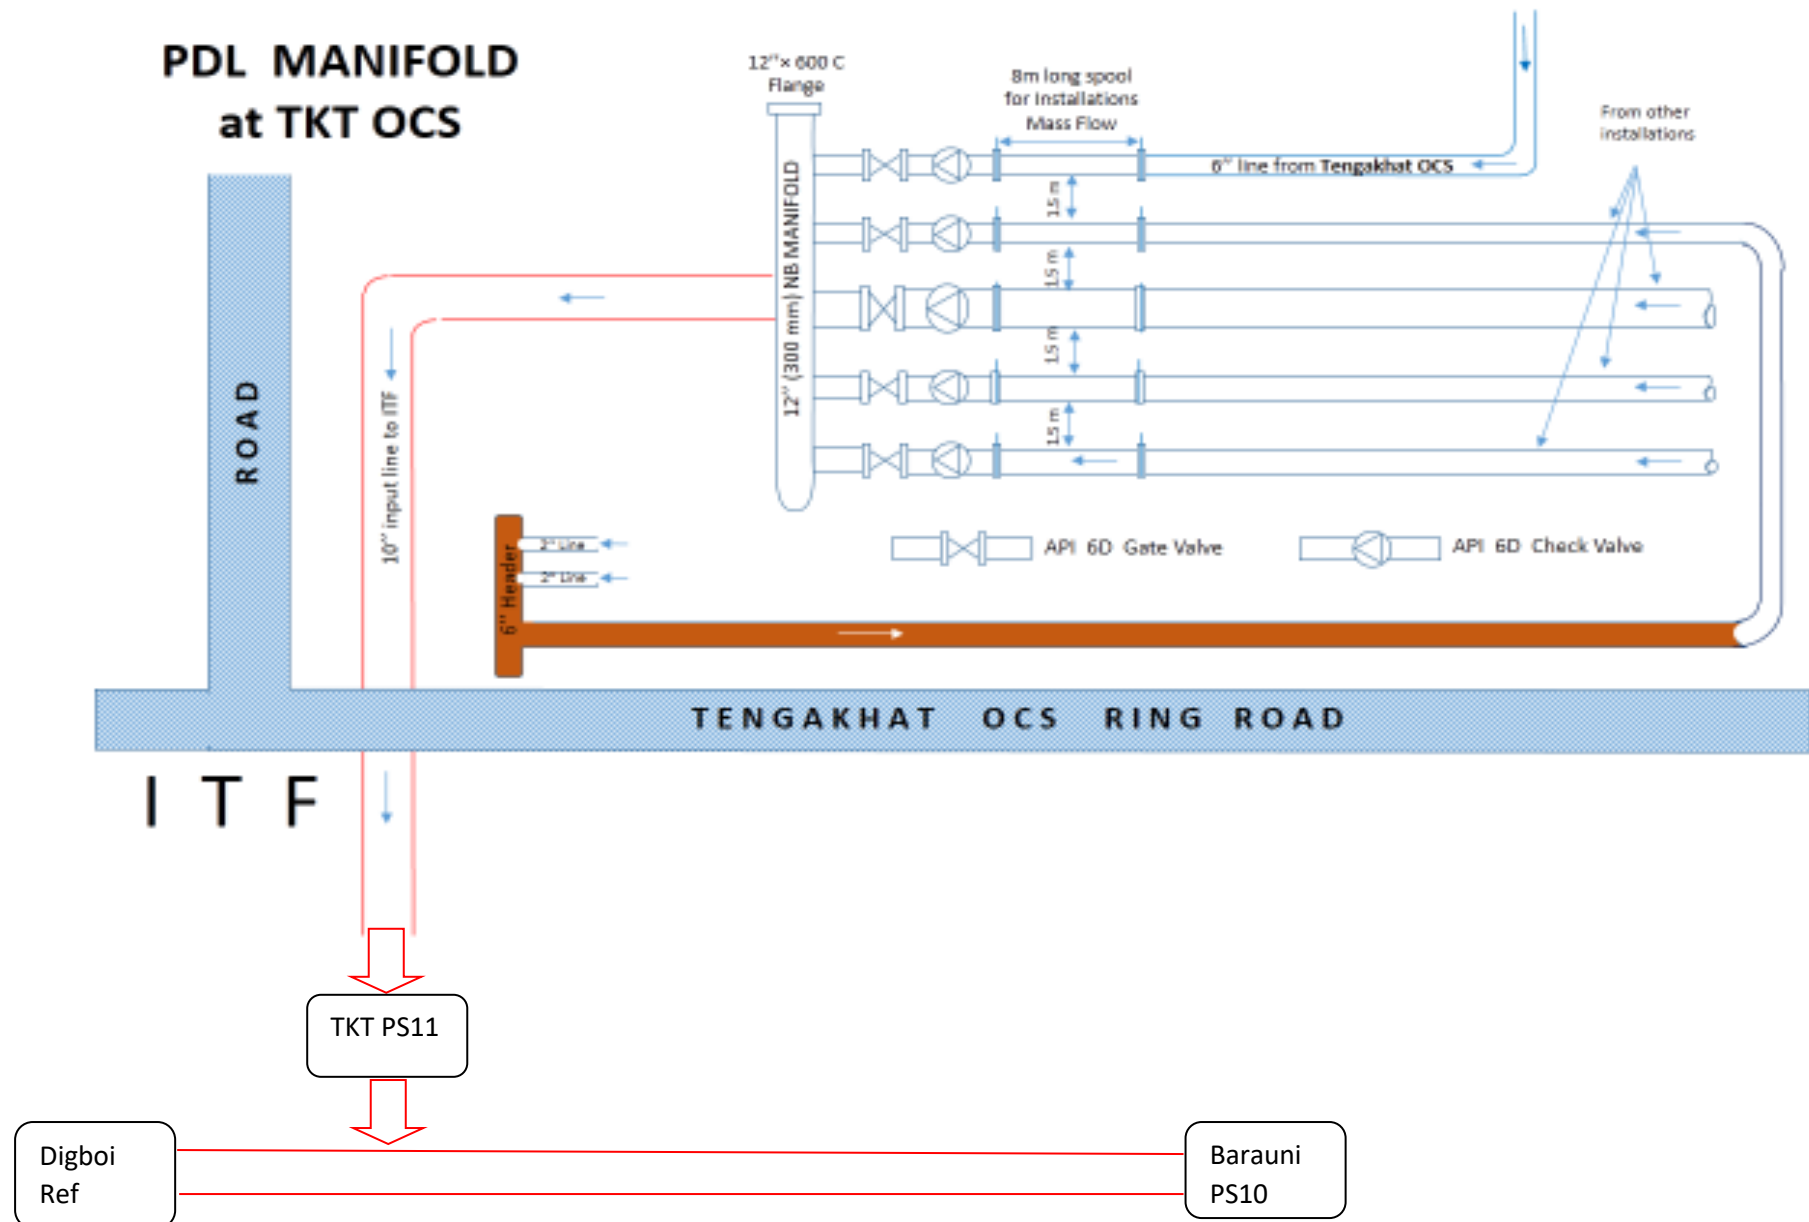 PDL MANIFOLD
at TKT OCS
12"× 600 C
Flange
8m long spool
for Installations
Mass Flow
From other
installations
6" line from Tengakhat OCS
1.5 m
1.5 m
1.5 m
1.5 m
12" (300 mm) NB MANIFOLD
ROAD
10" input line to ITF
6" Header
2" Line
2" Line
API 6D Gate Valve
API 6D Check Valve
TENGAKHAT OCS RING ROAD
I T F
TKT PS11
Digboi
Ref
Barauni
PS10